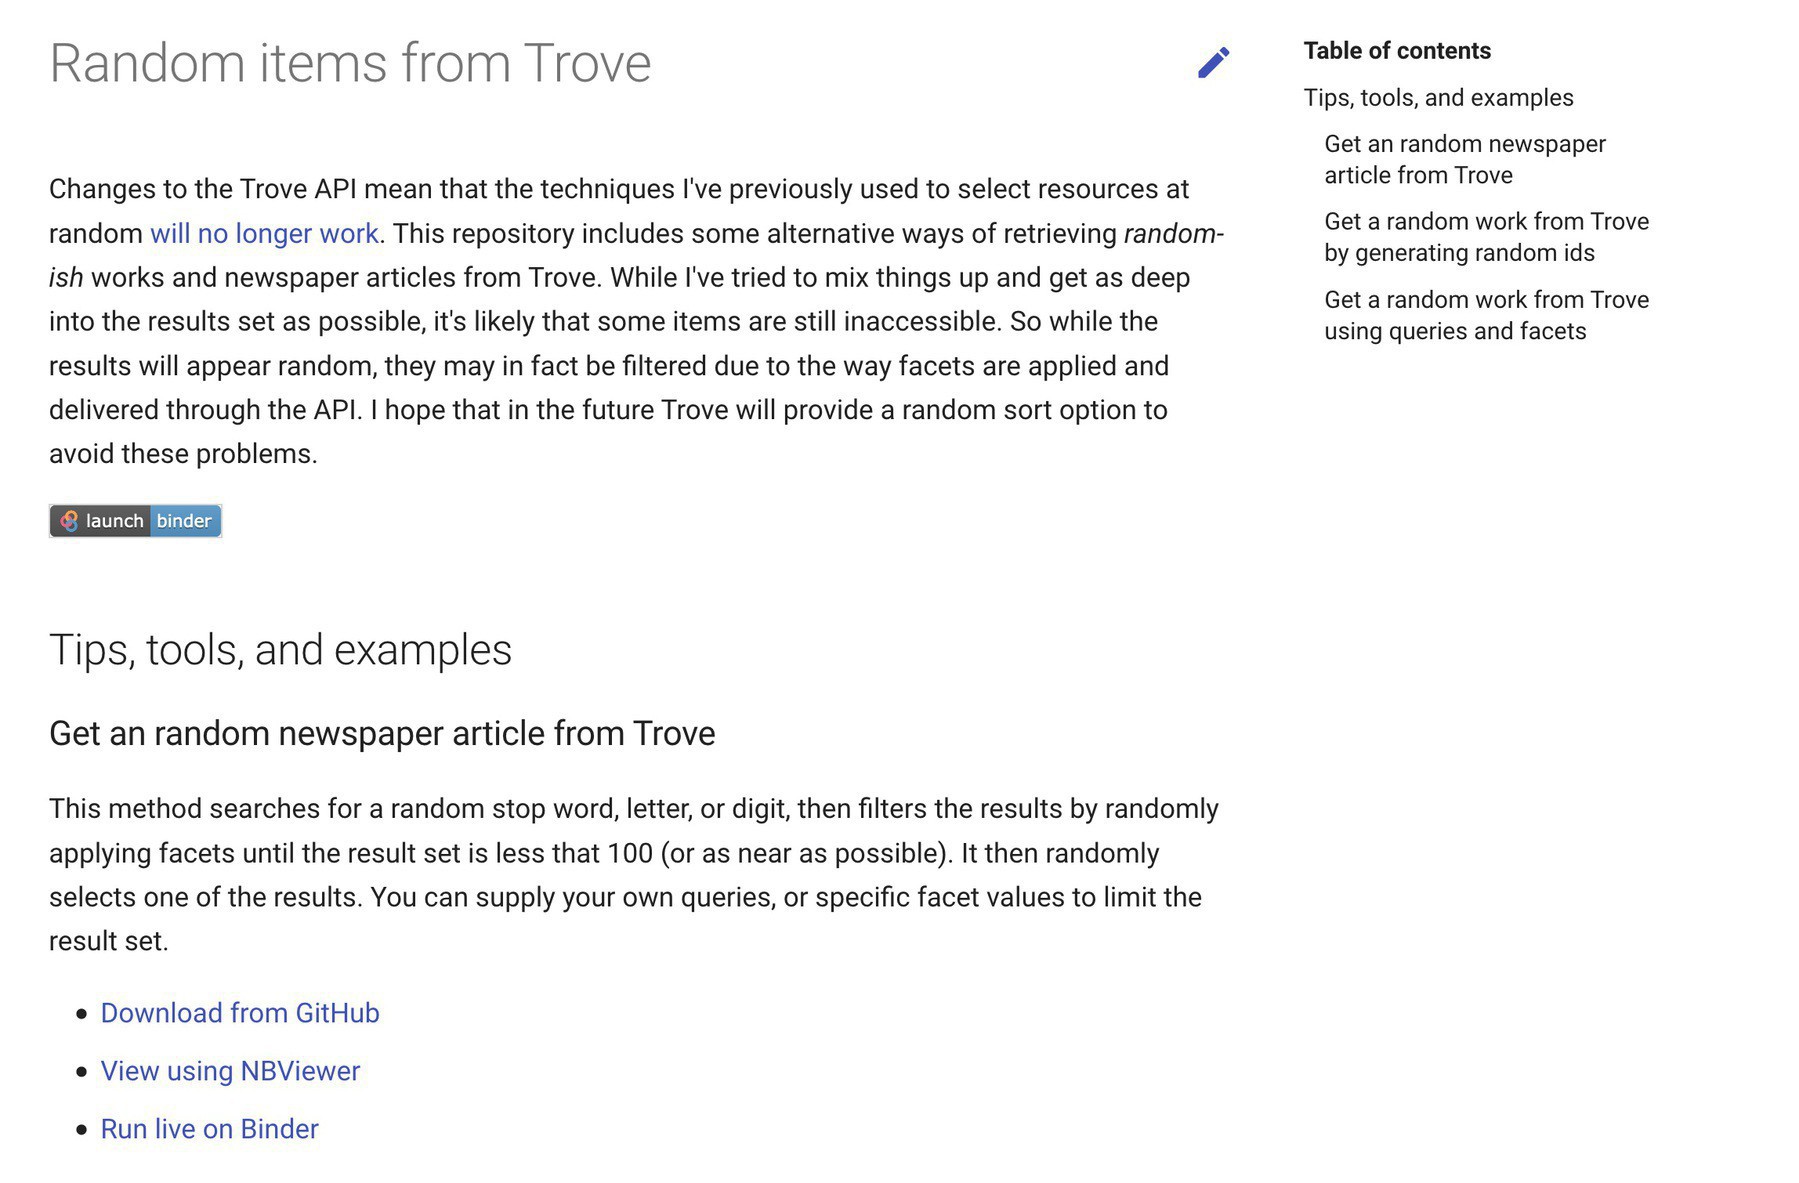 Random items from Trove
Changes to the Trove API mean that the techniques I've previously used to select resources at
random will no longer work. This repository includes some alternative ways of retrieving random-
ish works and newspaper articles from Trove. While I've tried to mix things up and get as deep
into the results set as possible, it's likely that some items are still inaccessible. So while the
results will appear random, they may in fact be filtered due to the way facets are applied and
delivered through the API. I hope that in the future Trove will provide a random sort option to
avoid these problems.
launch binder
Tips, tools, and examples
Get an random newspaper article from Trove
This method searches for a random stop word, letter, or digit, then filters the results by randomly
applying facets until the result set is less that 100 (or as near as possible). It then randomly
selects one of the results. You can supply your own queries, or specific facet values to limit the
result set.
• Download from GitHub
• View using NBViewer
• Run live on Binder
Table of contents
Tips, tools, and examples
Get an random newspaper
article from Trove
Get a random work from Trove
by generating random ids
Get a random work from Trove
using queries and facets